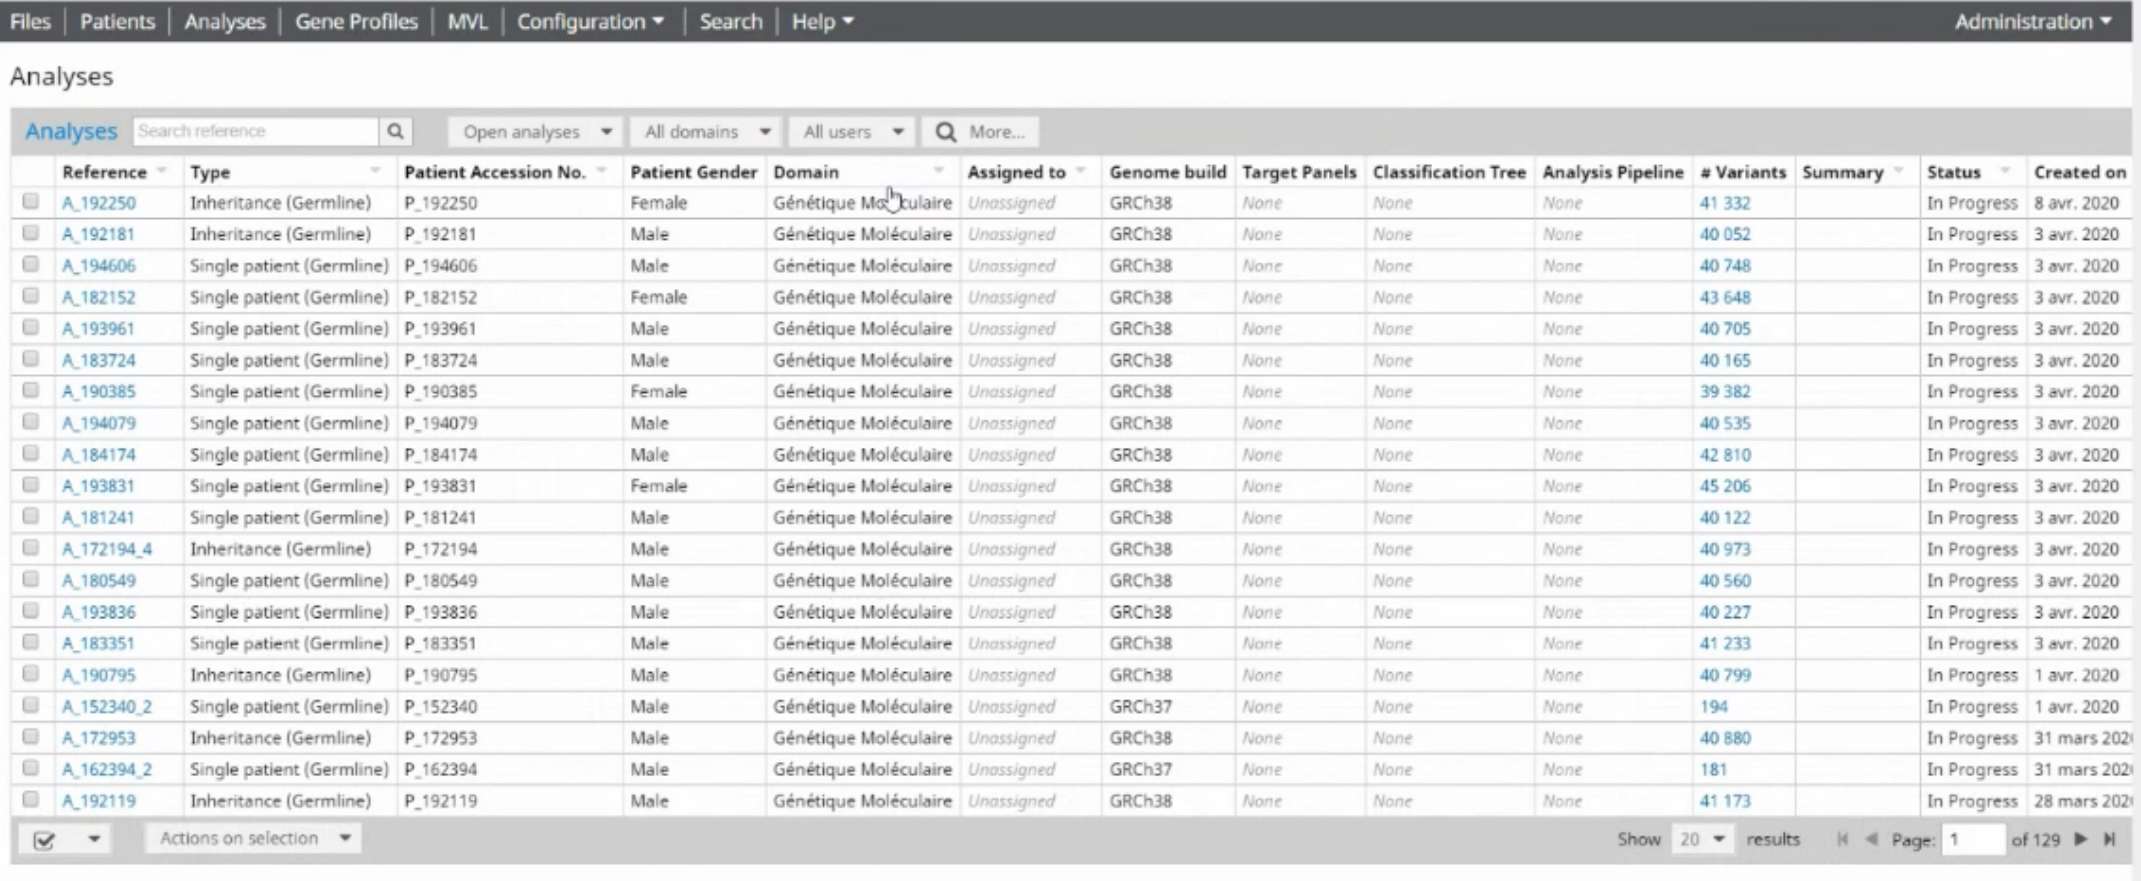 Files Patients Analyses Gene Profiles MVL Configuration Search Help Administration
Analyses
Analyses Search reference Open analyses All domains All users More...
Reference Type Patient Accession No. Patient Gender Domain Assigned to Genome build Target Panels Classification Tree Analysis Pipeline # Variants Summary Status Created on
A_192250 Inheritance (Germline) P_192250 Female Génétique Moléculaire Unassigned GRCh38 None None None 41 332 In Progress 8 avr. 2020
A_192181 Inheritance (Germline) P_192181 Male Génétique Moléculaire Unassigned GRCh38 None None None 40 052 In Progress 3 avr. 2020
A_194606 Single patient (Germline) P_194606 Male Génétique Moléculaire Unassigned GRCh38 None None None 40 748 In Progress 3 avr. 2020
A_182152 Single patient (Germline) P_182152 Female Génétique Moléculaire Unassigned GRCh38 None None None 43 648 In Progress 3 avr. 2020
A_193961 Single patient (Germline) P_193961 Male Génétique Moléculaire Unassigned GRCh38 None None None 40 705 In Progress 3 avr. 2020
A_183724 Single patient (Germline) P_183724 Male Génétique Moléculaire Unassigned GRCh38 None None None 40 165 In Progress 3 avr. 2020
A_190385 Single patient (Germline) P_190385 Female Génétique Moléculaire Unassigned GRCh38 None None None 39 382 In Progress 3 avr. 2020
A_194079 Single patient (Germline) P_194079 Male Génétique Moléculaire Unassigned GRCh38 None None None 40 535 In Progress 3 avr. 2020
A_184174 Single patient (Germline) P_184174 Male Génétique Moléculaire Unassigned GRCh38 None None None 42 810 In Progress 3 avr. 2020
A_193831 Single patient (Germline) P_193831 Female Génétique Moléculaire Unassigned GRCh38 None None None 45 206 In Progress 3 avr. 2020
A_181241 Single patient (Germline) P_181241 Male Génétique Moléculaire Unassigned GRCh38 None None None 40 122 In Progress 3 avr. 2020
A_172194_4 Inheritance (Germline) P_172194 Male Génétique Moléculaire Unassigned GRCh38 None None None 40 973 In Progress 3 avr. 2020
A_180549 Single patient (Germline) P_180549 Male Génétique Moléculaire Unassigned GRCh38 None None None 40 560 In Progress 3 avr. 2020
A_193836 Single patient (Germline) P_193836 Male Génétique Moléculaire Unassigned GRCh38 None None None 40 227 In Progress 3 avr. 2020
A_183351 Single patient (Germline) P_183351 Male Génétique Moléculaire Unassigned GRCh38 None None None 41 233 In Progress 3 avr. 2020
A_190795 Inheritance (Germline) P_190795 Male Génétique Moléculaire Unassigned GRCh38 None None None 40 799 In Progress 1 avr. 2020
A_152340_2 Single patient (Germline) P_152340 Male Génétique Moléculaire Unassigned GRCh37 None None None 194 In Progress 1 avr. 2020
A_172953 Inheritance (Germline) P_172953 Male Génétique Moléculaire Unassigned GRCh38 None None None 40 880 In Progress 31 mars 202
A_162394_2 Single patient (Germline) P_162394 Male Génétique Moléculaire Unassigned GRCh37 None None None 181 In Progress 31 mars 202
A_192119 Inheritance (Germline) P_192119 Male Génétique Moléculaire Unassigned GRCh38 None None None 41 173 In Progress 28 mars 202
Actions on selection Show 20 results Page: 1 of 129